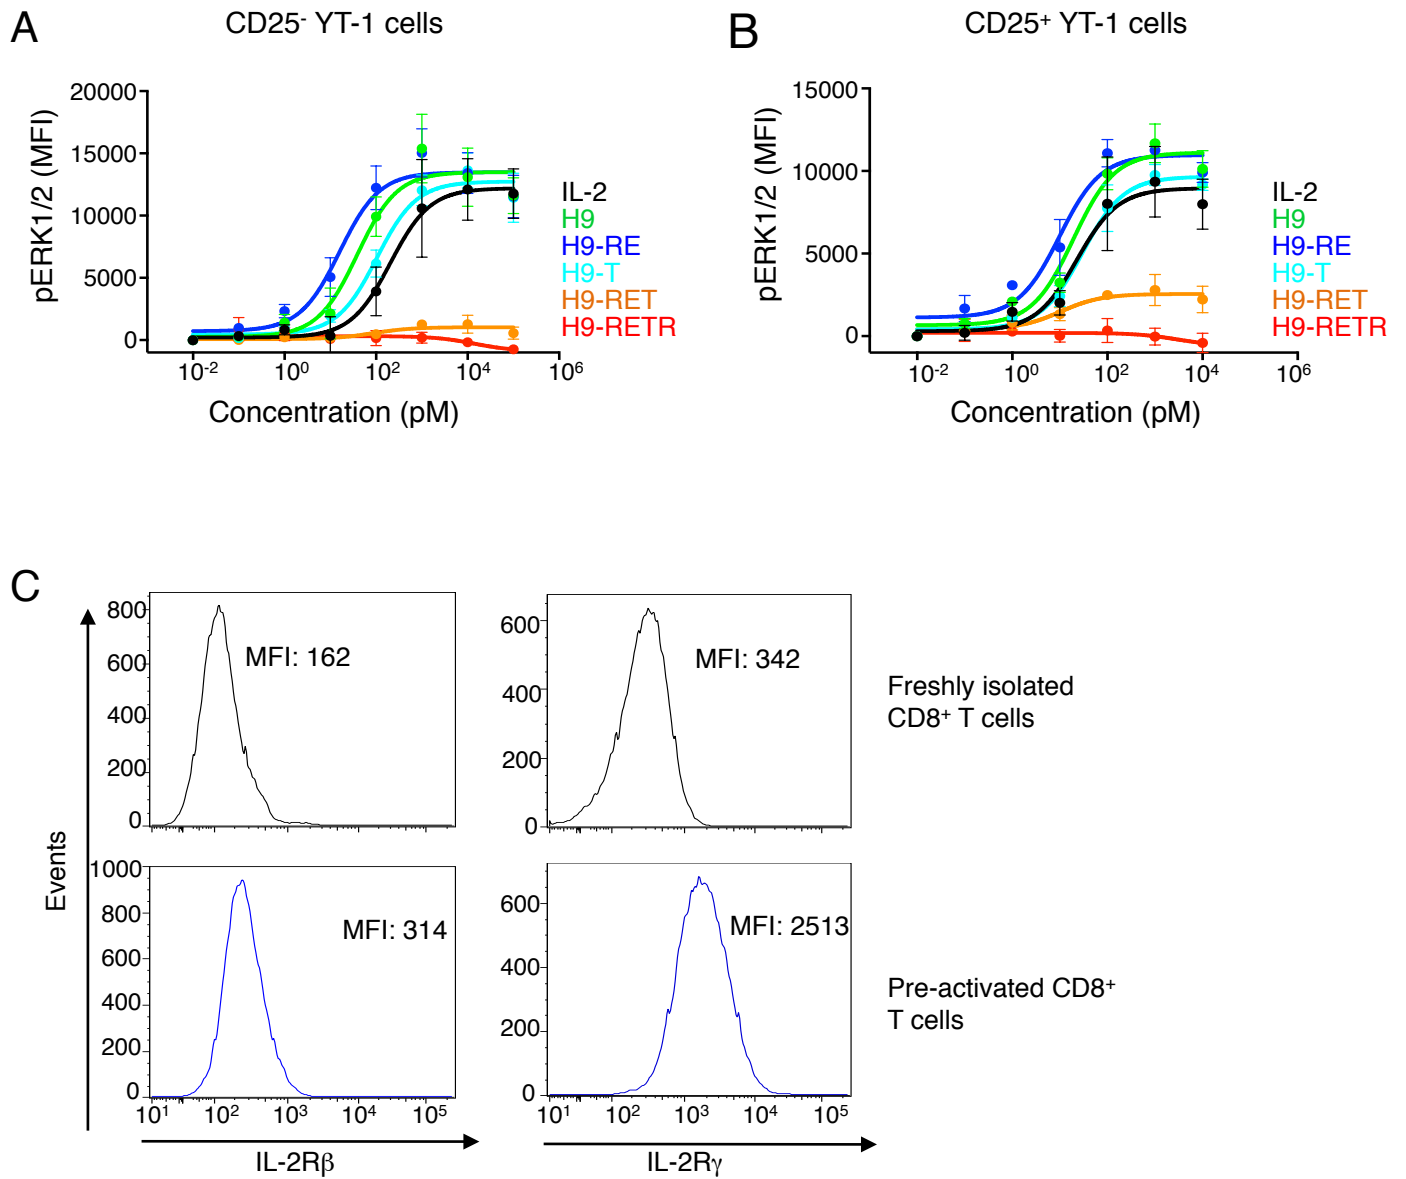 A
CD25⁻ YT-1 cells
pERK1/2 (MFI)
20000
15000
10000
5000
0
10⁻² 10⁰ 10² 10⁴ 10⁶
Concentration (pM)
IL-2
H9
H9-RE
H9-T
H9-RET
H9-RETR
B
CD25⁺ YT-1 cells
pERK1/2 (MFI)
15000
10000
5000
0
10⁻² 10⁰ 10² 10⁴ 10⁶
Concentration (pM)
IL-2
H9
H9-RE
H9-T
H9-RET
H9-RETR
C
Events
800
600
400
200
0
MFI: 162
600
400
200
0
MFI: 342
Freshly isolated
CD8⁺ T cells
1000
800
600
400
200
0
MFI: 314
10¹ 10² 10³ 10⁴ 10⁵
IL-2Rβ
600
400
200
0
MFI: 2513
10¹ 10² 10³ 10⁴ 10⁵
IL-2Rγ
Pre-activated CD8⁺
T cells